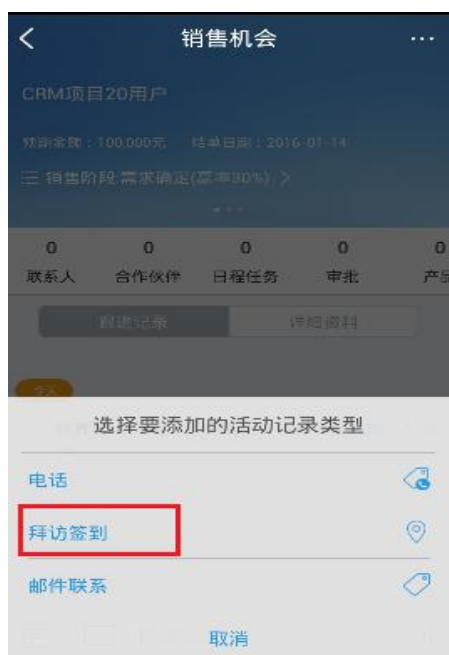 销售机会
CRM项目20用户
预期金额：100,000元 结单日期：2016-01-14
销售阶段:需求确定(赢率30%)
0 0 0 0 0
联系人 合作伙伴 日程任务 审批 产品
跟进记录 详细资料
今天
选择要添加的活动记录类型
电话
拜访签到
邮件联系
取消